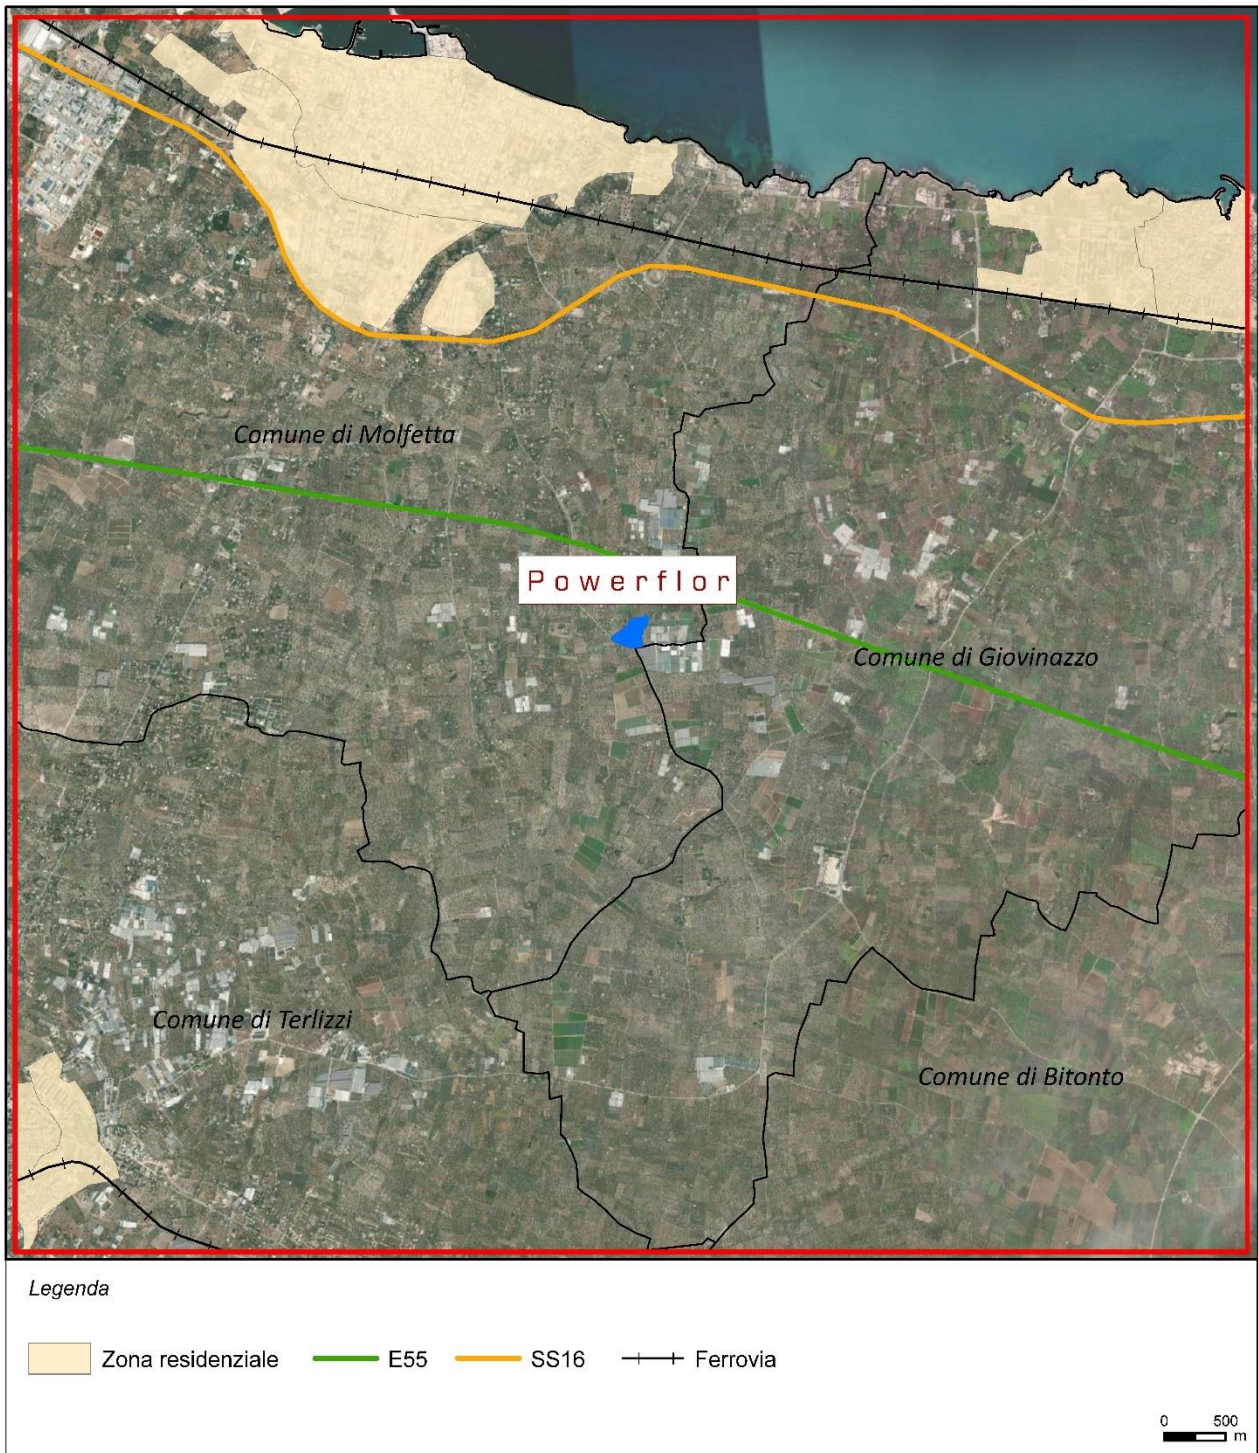 Comune di Molfetta
Powerflor
Comune di Giovinazzo
Comune di Terlizzi
Comune di Bitonto
Legenda
Zona residenziale E55 SS16 Ferrovia
0 500
m